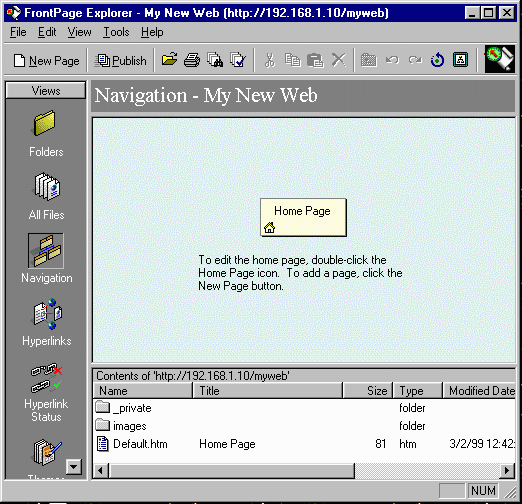 FrontPage Explorer - My New Web (http://192.168.1.10/myweb)
File Edit View Tools Help
New Page Publish
Views
Navigation - My New Web
Folders
All Files
Navigation
Hyperlinks
Hyperlink
Status
Home Page
To edit the home page, double-click the
Home Page icon. To add a page, click the
New Page button.
Contents of 'http://192.168.1.10/myweb'
Name Title Size Type Modified Date
_private folder
images folder
Default.htm Home Page 81 htm 3/2/99 12:42:
NUM